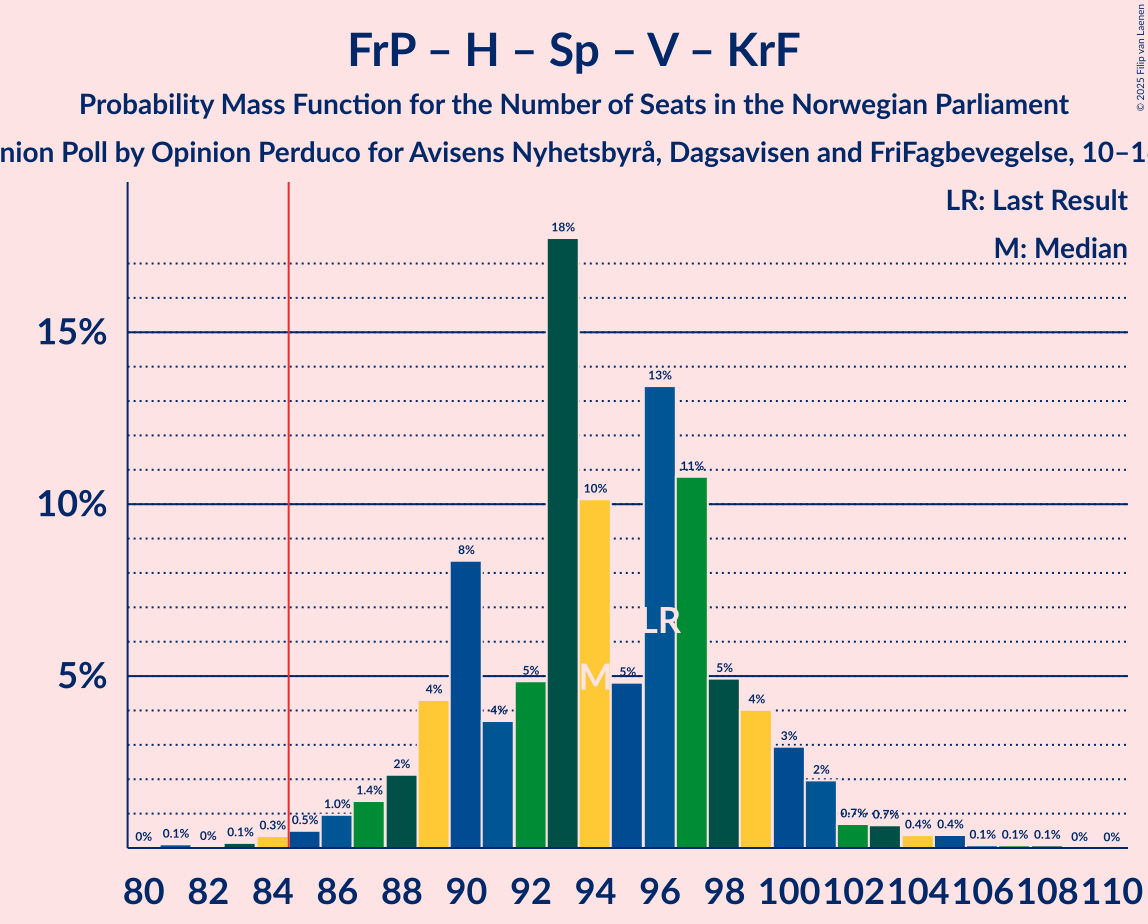 FrP – H – Sp – V – KrF
Probability Mass Function for the Number of Seats in the Norwegian Parliament
nion Poll by Opinion Perduco for Avisens Nyhetsbyrå, Dagsavisen and FriFagbevegelse, 10–1
© 2025 Filip van Laenen
LR: Last Result
M: Median
15%
10%
5%
0% 0.1% 0% 0.1% 0.3% 0.5% 1.0% 1.4% 2% 4% 8% 4% 5% 18% 10% 5% 13% 11% 5% 4% 3% 2% 0.7% 0.7% 0.4% 0.4% 0.1% 0.1% 0.1% 0% 0%
M
LR
80 82 84 86 88 90 92 94 96 98 100 102 104 106 108 110